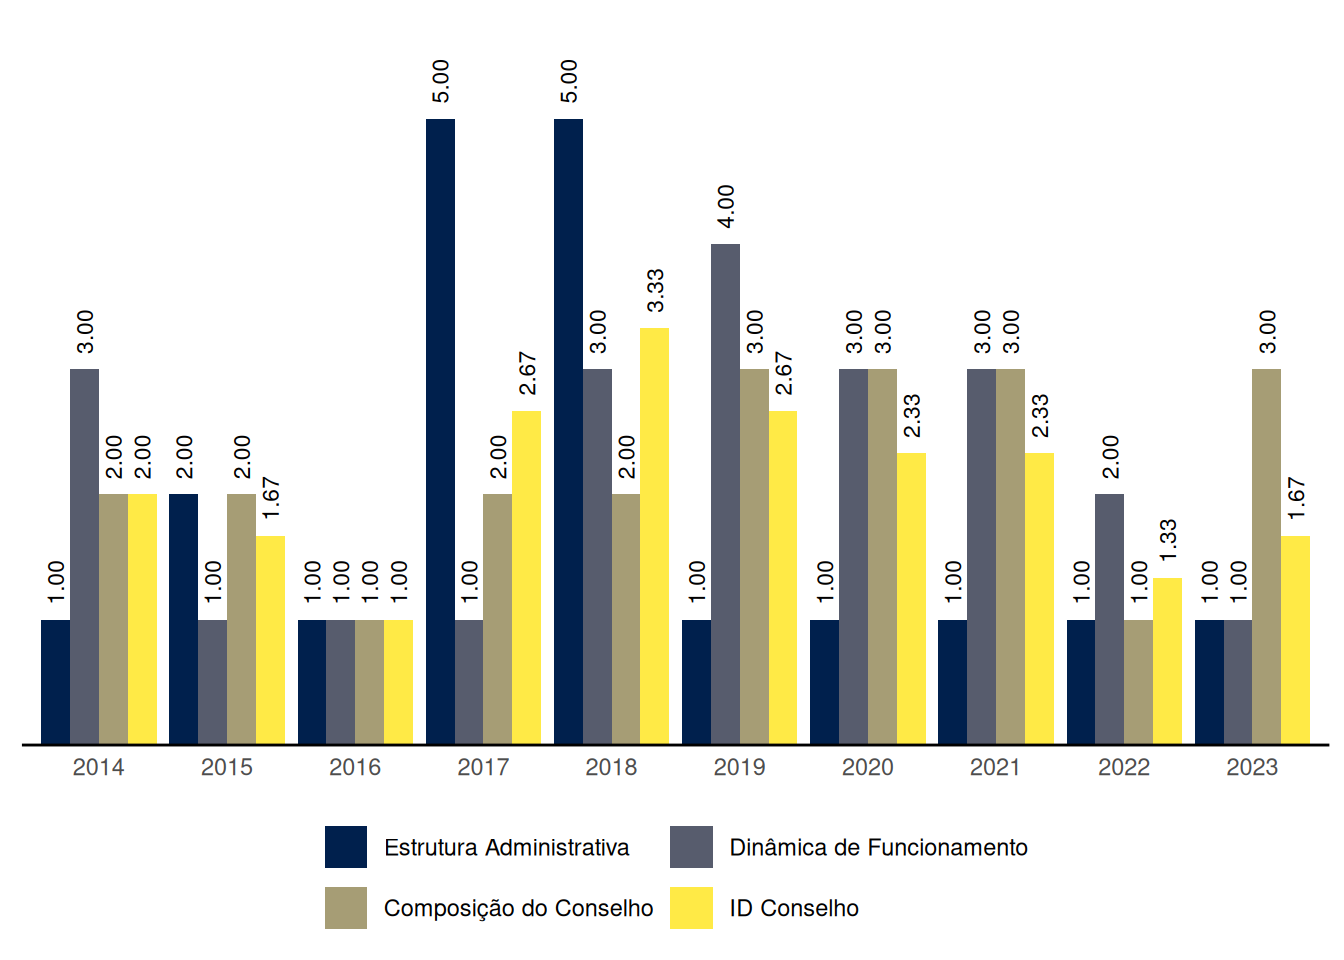 5.00 5.00
4.00
3.33
3.00 3.00 3.00 3.00 3.00 3.00 3.00 3.00
2.67 2.67
2.33 2.33
2.00 2.00 2.00 2.00 2.00 2.00 2.00
1.67 1.67
1.33
1.00 1.00 1.00 1.00 1.00 1.00 1.00 1.00 1.00 1.00 1.00 1.00 1.00 1.00
2014 2015 2016 2017 2018 2019 2020 2021 2022 2023
Estrutura Administrativa Dinâmica de Funcionamento
Composição do Conselho ID Conselho